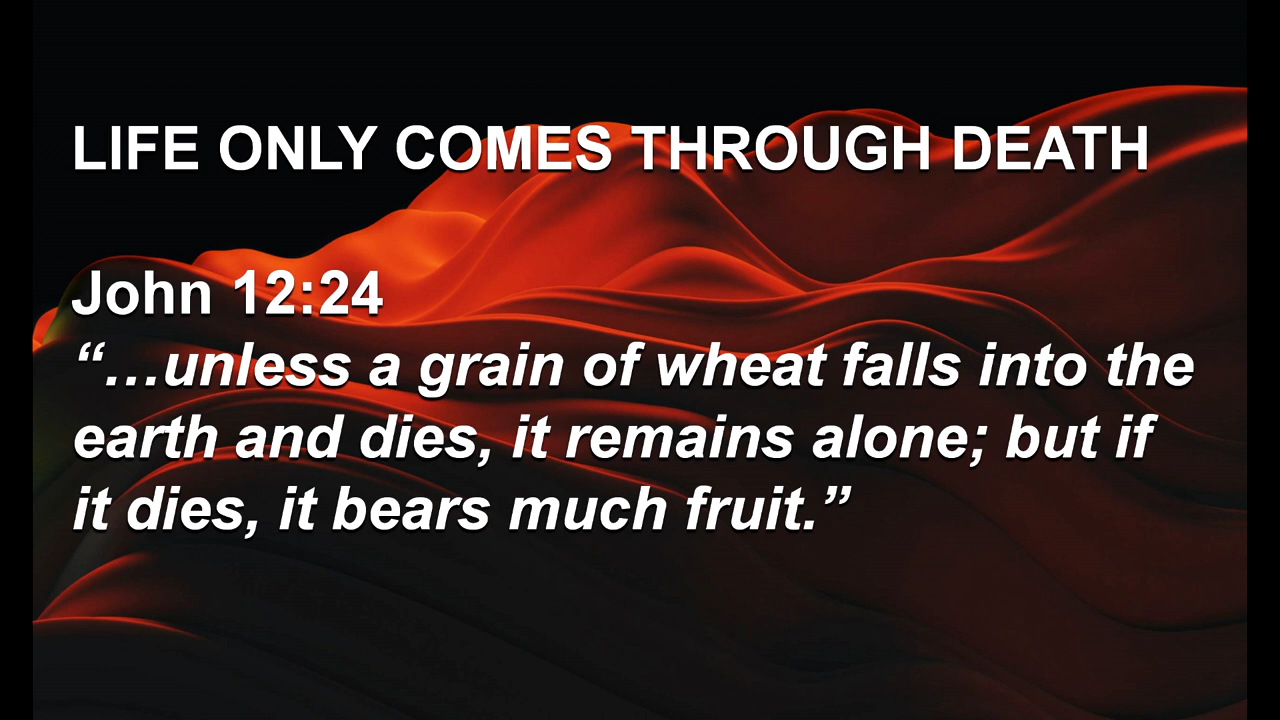 LIFE ONLY COMES THROUGH DEATH
John 12:24
“…unless a grain of wheat falls into the
earth and dies, it remains alone; but if
it dies, it bears much fruit.”